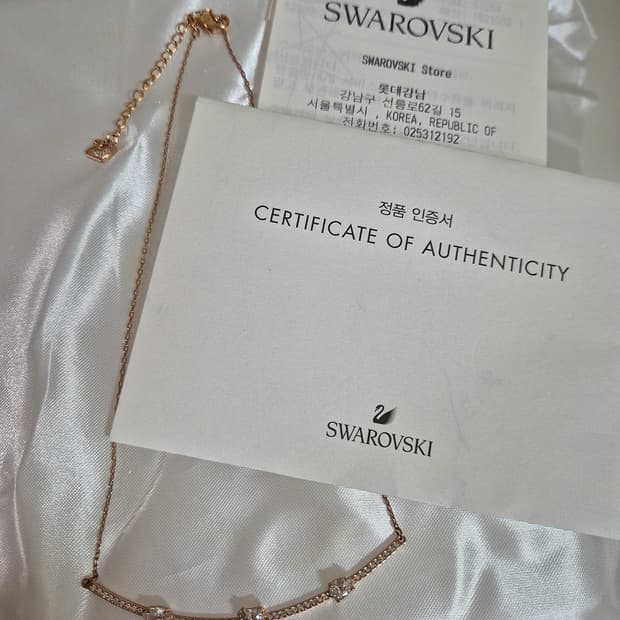 SWAROVSKI
SWAROVSKI Store
롯데강남
강남구 선릉로62길 15
서울특별시 , KOREA, REPUBLIC OF
전화번호: 025312192
정품 인증서
CERTIFICATE OF AUTHENTICITY
SWAROVSKI